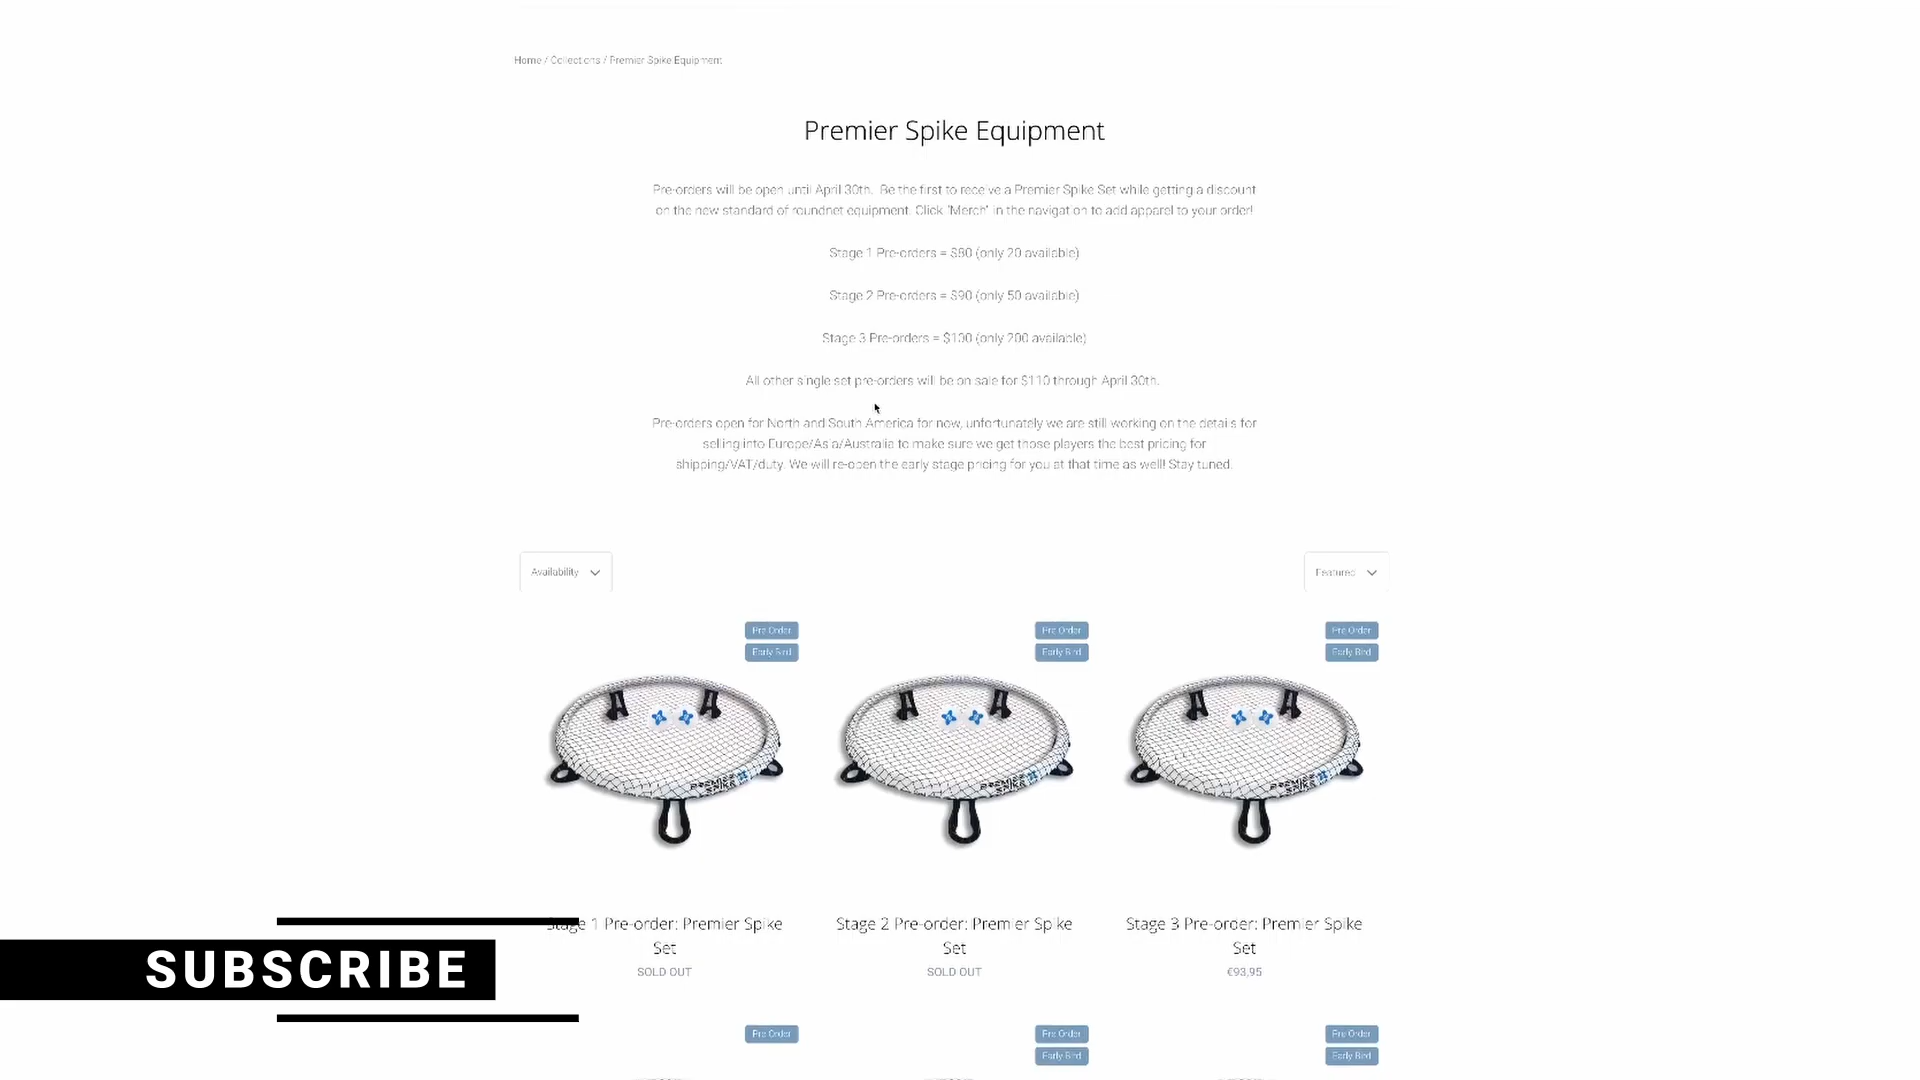 Home / Collections / Premier Spike Equipment
Premier Spike Equipment
Pre-orders will be open until April 30th. Be the first to receive a Premier Spike Set while getting a discount
on the new standard of roundnet equipment. Click "Merch" in the navigation to add apparel to your order!
Stage 1 Pre-orders = $80 (only 20 available)
Stage 2 Pre-orders = $90 (only 50 available)
Stage 3 Pre-orders = $100 (only 200 available)
All other single set pre-orders will be on sale for $110 through April 30th.
Pre-orders open for North and South America for now, unfortunately we are still working on the details for
selling into Europe/Asia/Australia to make sure we get those players the best pricing for
shipping/VAT/duty. We will re-open the early stage pricing for you at that time as well! Stay tuned.
Availability
Featured
Pre Order
Early Bird
Pre Order
Early Bird
Pre Order
Early Bird
PREMIER SPIKE
PREMIER SPIKE
PREMIER SPIKE
Stage 1 Pre-order: Premier Spike
Set
SOLD OUT
Stage 2 Pre-order: Premier Spike
Set
SOLD OUT
Stage 3 Pre-order: Premier Spike
Set
€93,95
SUBSCRIBE
Pre Order
Pre Order
Early Bird
Pre Order
Early Bird